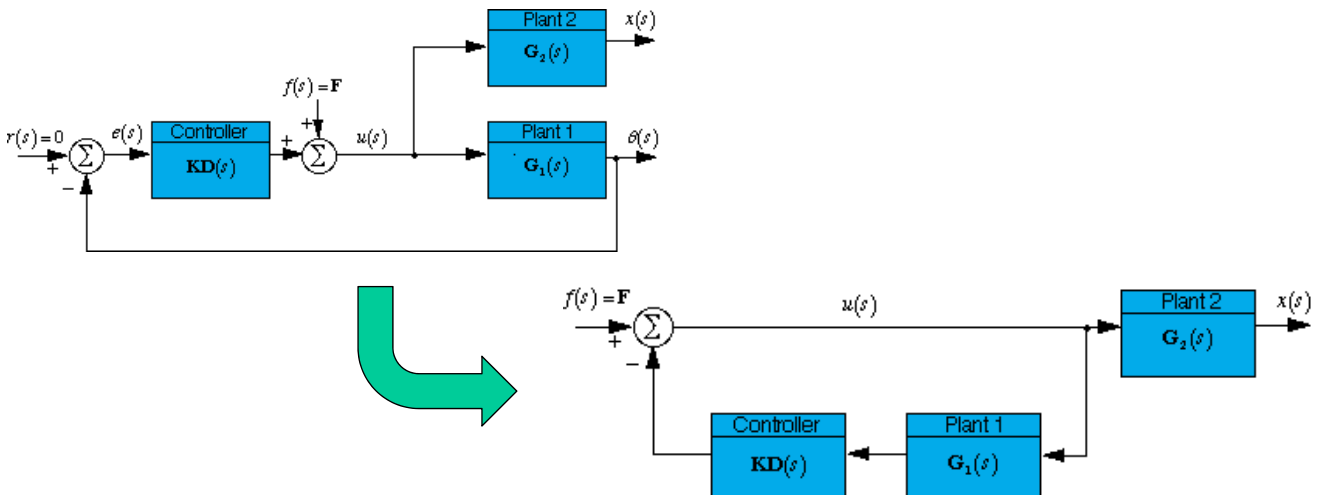 Plant 2
x(s)
G₂(s)
f(s) = F
+
r(s) = 0
e(s)
Controller
+
u(s)
Plant 1
θ(s)
Σ
Σ
+
KD(s)
G₁(s)
−
f(s) = F
u(s)
Plant 2
x(s)
Σ
+
G₂(s)
−
Controller
Plant 1
KD(s)
G₁(s)